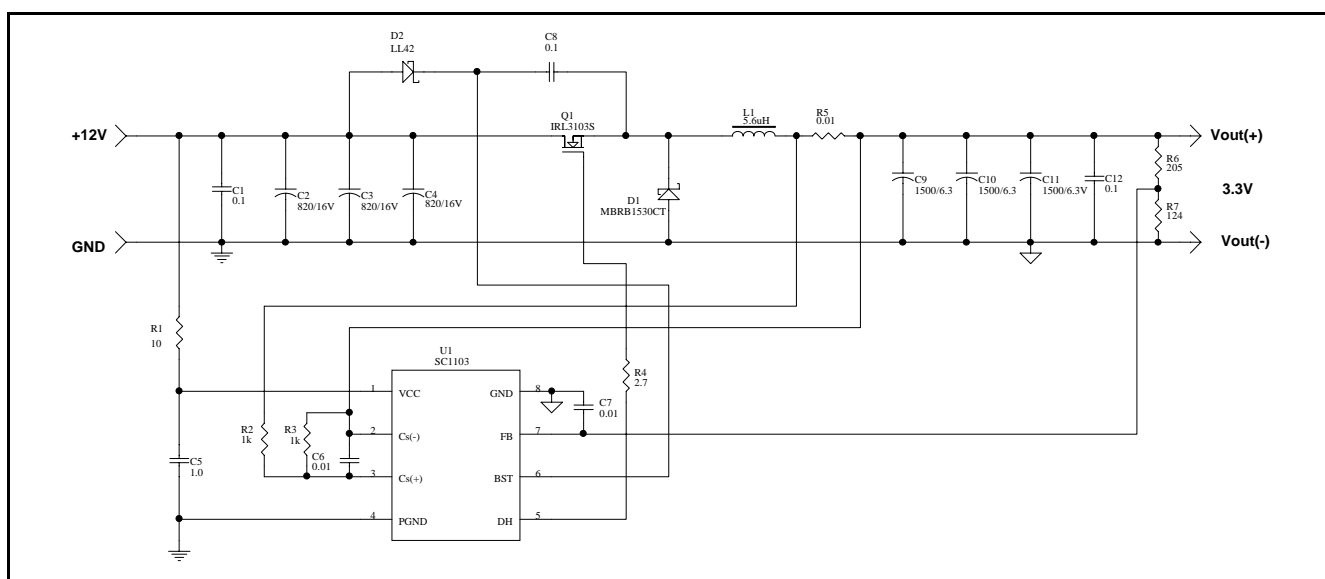 D2
LL42
C8
0.1
Q1
IRL3103S
L1
5.6uH
R5
0.01
+12V
Vout(+)
C1
0.1
C2
820/16V
C3
820/16V
C4
820/16V
D1
MBRB1530CT
C9
1500/6.3
C10
1500/6.3
C11
1500/6.3V
C12
0.1
R6
205
3.3V
R7
124
GND
Vout(-)
R1
10
U1
SC1103
R4
2.7
1
VCC
GND
8
C7
0.01
R2
1k
R3
1k
2
Cs(-)
FB
7
C6
0.01
3
Cs(+)
BST
6
C5
1.0
4
PGND
DH
5